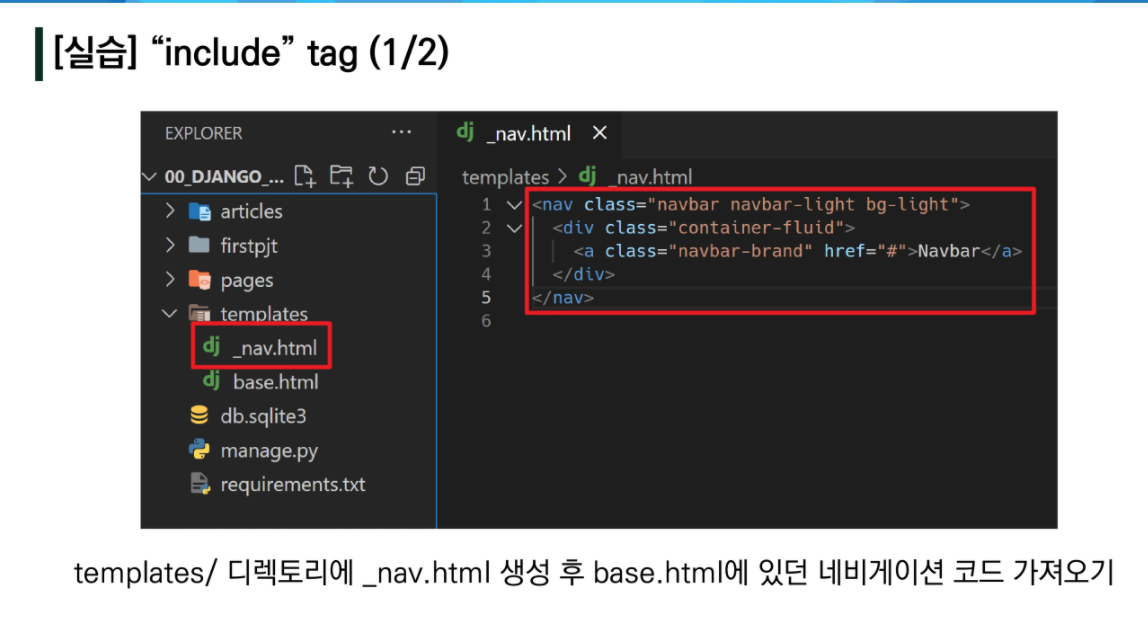 [실습] “include” tag (1/2)
EXPLORER ...
00_DJANGO_...
articles
firstpjt
pages
templates
dj _nav.html
dj base.html
db.sqlite3
manage.py
requirements.txt
dj _nav.html ×
templates > dj _nav.html
1 <nav class="navbar navbar-light bg-light">
2 <div class="container-fluid">
3 <a class="navbar-brand" href="#">Navbar</a>
4 </div>
5 </nav>
6
templates/ 디렉토리에 _nav.html 생성 후 base.html에 있던 네비게이션 코드 가져오기